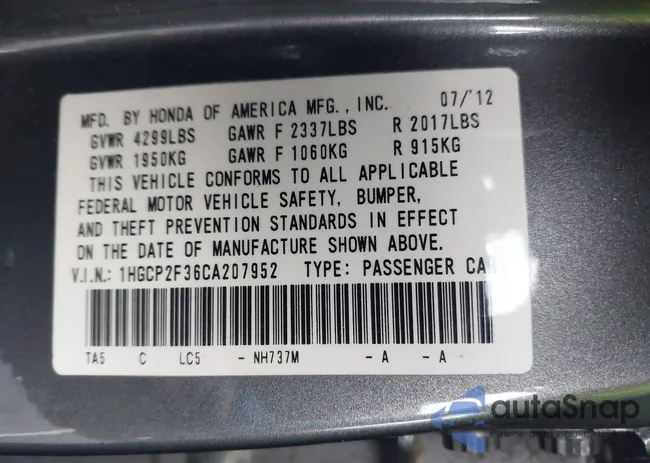 MFD. BY HONDA OF AMERICA MFG., INC. 07/'12
GVWR 4299LBS GAWR F 2337LBS R 2017LBS
GVWR 1950KG GAWR F 1060KG R 915KG
THIS VEHICLE CONFORMS TO ALL APPLICABLE
FEDERAL MOTOR VEHICLE SAFETY, BUMPER,
AND THEFT PREVENTION STANDARDS IN EFFECT
ON THE DATE OF MANUFACTURE SHOWN ABOVE.
V.I.N.: 1HGCP2F36CA207952 TYPE: PASSENGER CAR
TA5 C LC5 - NH737M - A - A
autoSnap